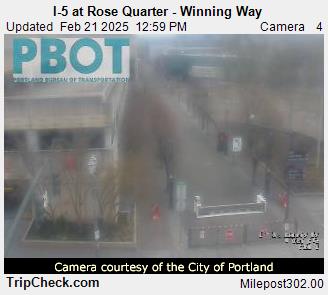 I-5 at Rose Quarter - Winning Way
Updated Feb 21 2025 12:59 PM Camera 4
PBOT
PORTLAND BUREAU OF TRANSPORTATION
Camera courtesy of the City of Portland
TripCheck.com Milepost302.00